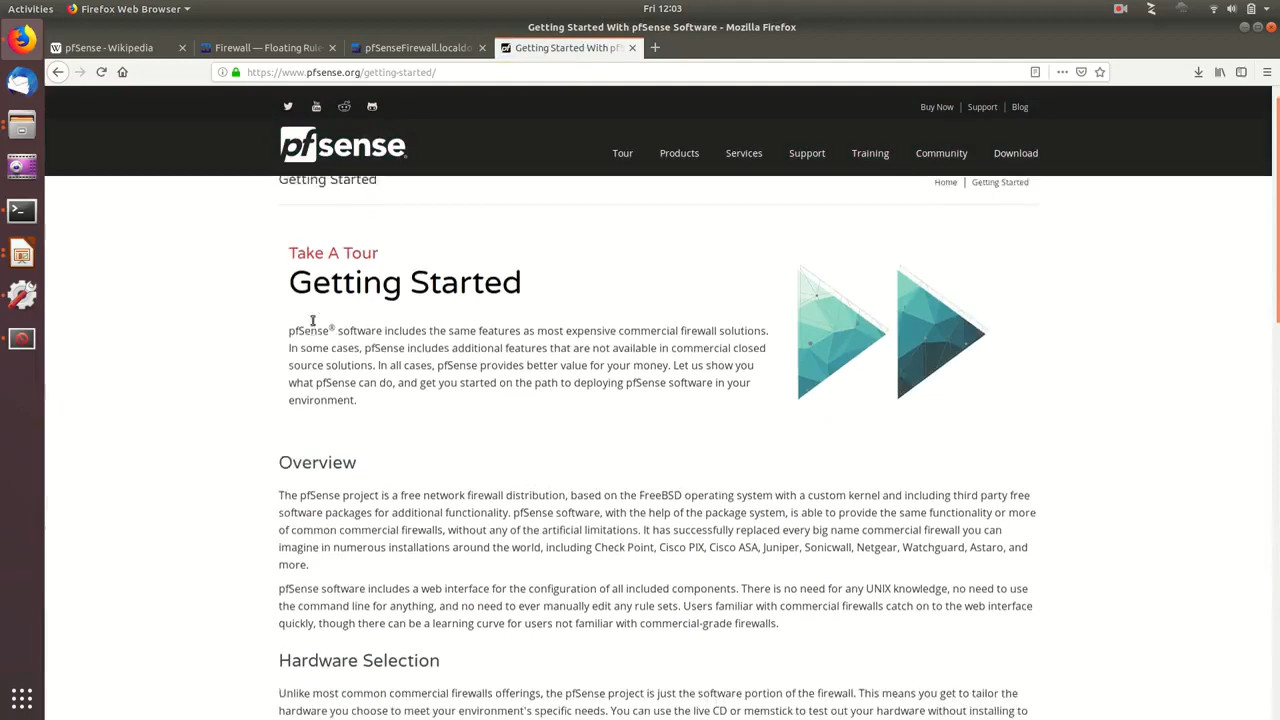 Activities
Firefox Web Browser
Fri 12:03
Getting Started With pfSense Software - Mozilla Firefox
pfSense - Wikipedia
Firewall — Floating Rule
pfSenseFirewall.localdo
Getting Started With pfS
https://www.pfsense.org/getting-started/
Buy Now | Support | Blog
pfsense
Tour
Products
Services
Support
Training
Community
Download
Getting Started
Home | Getting Started
Take A Tour
Getting Started
pfSense® software includes the same features as most expensive commercial firewall solutions.
In some cases, pfSense includes additional features that are not available in commercial closed
source solutions. In all cases, pfSense provides better value for your money. Let us show you
what pfSense can do, and get you started on the path to deploying pfSense software in your
environment.
Overview
The pfSense project is a free network firewall distribution, based on the FreeBSD operating system with a custom kernel and including third party free
software packages for additional functionality. pfSense software, with the help of the package system, is able to provide the same functionality or more
of common commercial firewalls, without any of the artificial limitations. It has successfully replaced every big name commercial firewall you can
imagine in numerous installations around the world, including Check Point, Cisco PIX, Cisco ASA, Juniper, Sonicwall, Netgear, Watchguard, Astaro, and
more.
pfSense software includes a web interface for the configuration of all included components. There is no need for any UNIX knowledge, no need to use
the command line for anything, and no need to ever manually edit any rule sets. Users familiar with commercial firewalls catch on to the web interface
quickly, though there can be a learning curve for users not familiar with commercial-grade firewalls.
Hardware Selection
Unlike most common commercial firewalls offerings, the pfSense project is just the software portion of the firewall. This means you get to tailor the
hardware you choose to meet your environment's specific needs. You can use the live CD or memstick to test out your hardware without installing to